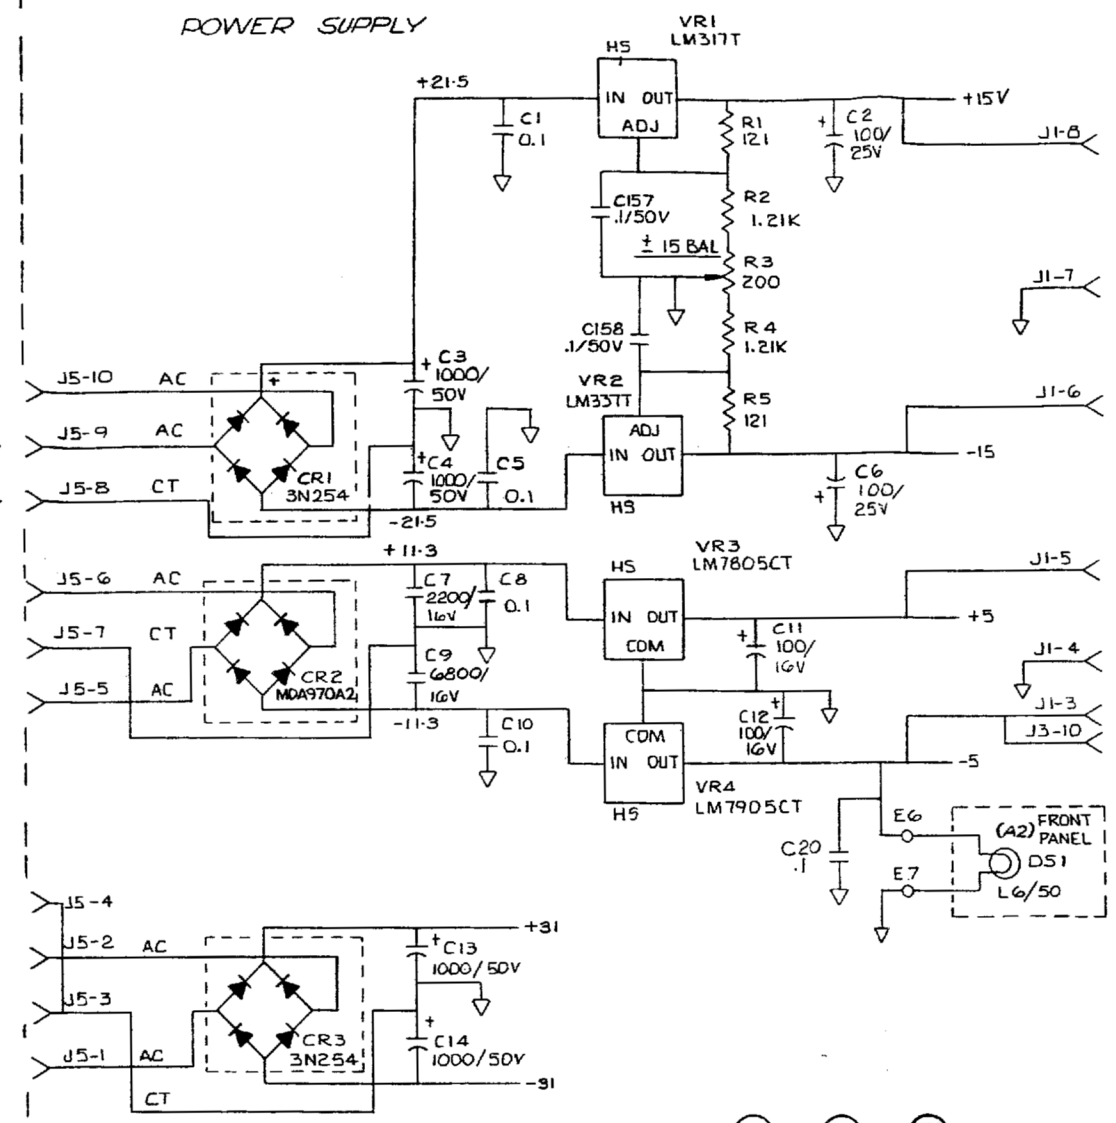 POWER SUPPLY
VR1
LM317T
HS
+21.5
IN OUT
ADJ
+15V
C1
0.1
R1
121
+
C2
100/
25V
J1-8
C157
.1/50V
R2
1.21K
± 15 BAL
R3
200
J1-7
C158
.1/50V
R4
1.21K
VR2
LM337T
J5-10 AC
+
+
C3
1000/
50V
R5
121
J1-6
J5-9 AC
ADJ
IN OUT
HS
-15
CR1
3N254
+
C4
1000/
50V
C5
0.1
J5-8 CT
-21.5
+
C6
100/
25V
+11.3
VR3
LM7805CT
HS
J1-5
J5-6 AC
C7
2200/
16V
C8
0.1
IN OUT
COM
+5
J5-7 CT
+
C11
100/
16V
J1-4
CR2
MDA970A2
C9
6800/
16V
J5-5 AC
-11.3
C10
0.1
+
C12
100/
16V
J1-3
J3-10
COM
IN OUT
-5
VR4
LM7905CT
HS
C20
.1
E6
E7
(A2) FRONT
PANEL
DS1
L6/50
J5-4
+31
J5-2 AC
+
C13
1000/50V
J5-3
CR3
3N254
+
C14
1000/50V
J5-1 AC
-31
CT